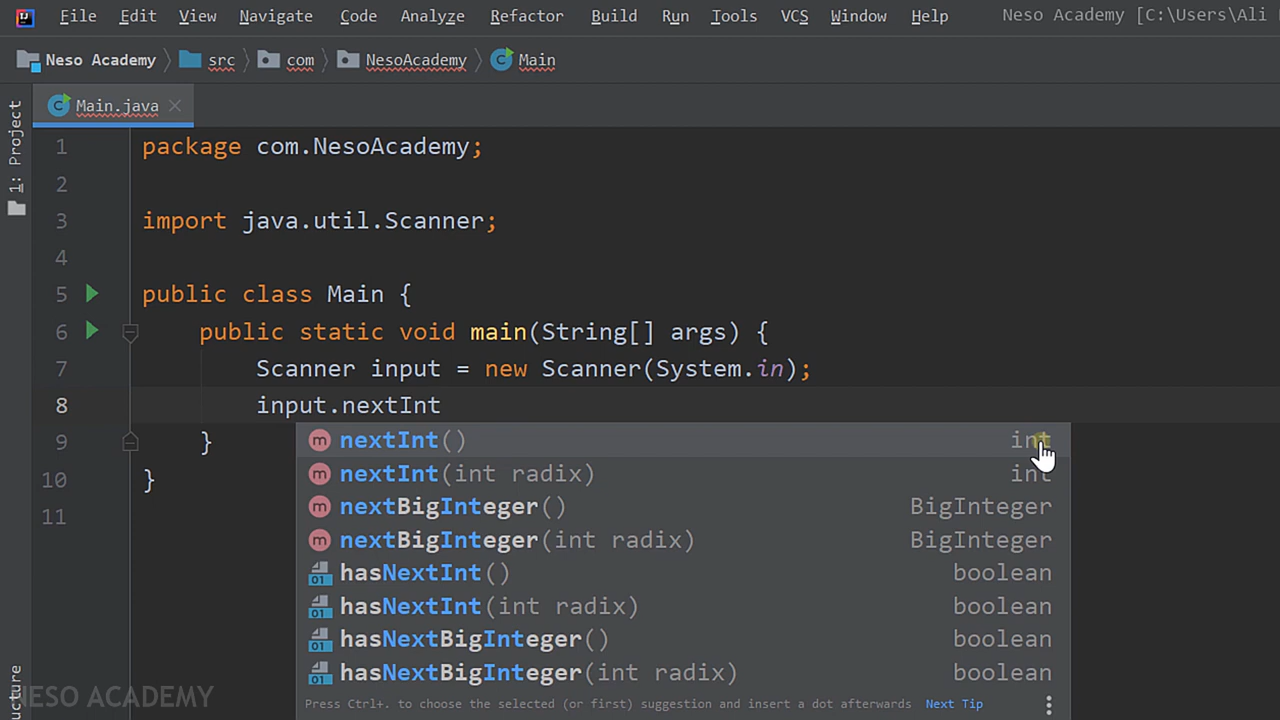 File Edit View Navigate Code Analyze Refactor Build Run Tools VCS Window Help Neso Academy [C:\Users\Ali
Neso Academy src com NesoAcademy Main
Main.java
1: Project
1 package com.NesoAcademy;
2
3 import java.util.Scanner;
4
5 public class Main {
6 public static void main(String[] args) {
7 Scanner input = new Scanner(System.in);
8 input.nextInt
9 }
10 }
11
nextInt() int
nextInt(int radix) int
nextBigInteger() BigInteger
nextBigInteger(int radix) BigInteger
hasNextInt() boolean
hasNextInt(int radix) boolean
hasNextBigInteger() boolean
hasNextBigInteger(int radix) boolean
Press Ctrl+. to choose the selected (or first) suggestion and insert a dot afterwards Next Tip
NESO ACADEMY